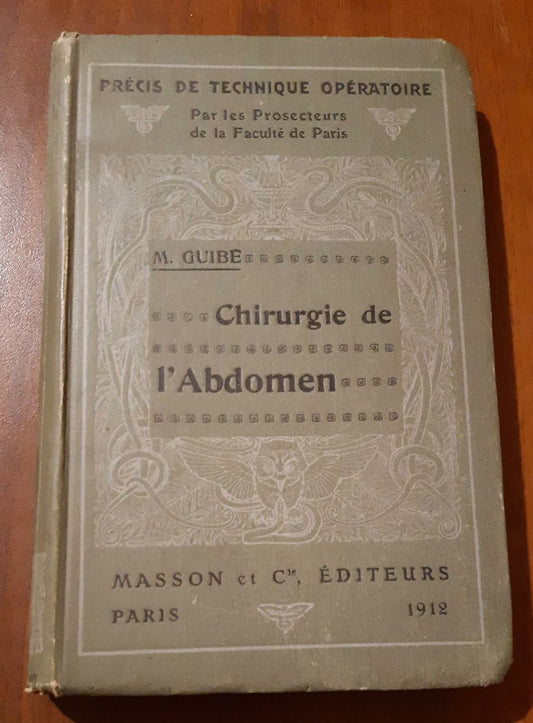 PRÉCIS DE TECHNIQUE OPÉRATOIRE
Par les Prosecteurs
de la Faculté de Paris
M. GUIBÉ
Chirurgie de
l'Abdomen
MASSON et Cie, ÉDITEURS
PARIS 1912